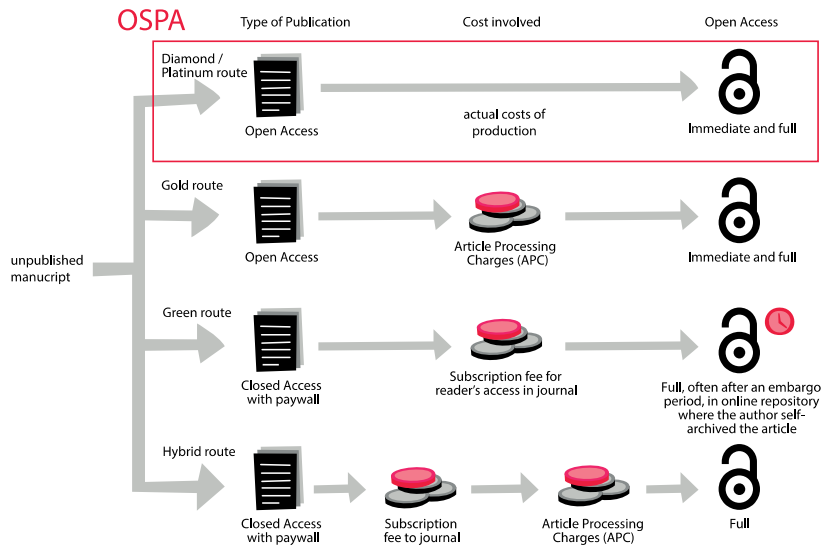 OSPA
Type of Publication
Cost involved
Open Access
Diamond /
Platinum route
Open Access
actual costs of
production
Immediate and full
Gold route
Open Access
Article Processing
Charges (APC)
Immediate and full
unpublished
manucript
Green route
Closed Access
with paywall
Subscription fee for
reader's access in journal
Full, often after an embargo
period, in online repository
where the author self-
archived the article
Hybrid route
Closed Access
with paywall
Subscription
fee to journal
Article Processing
Charges (APC)
Full